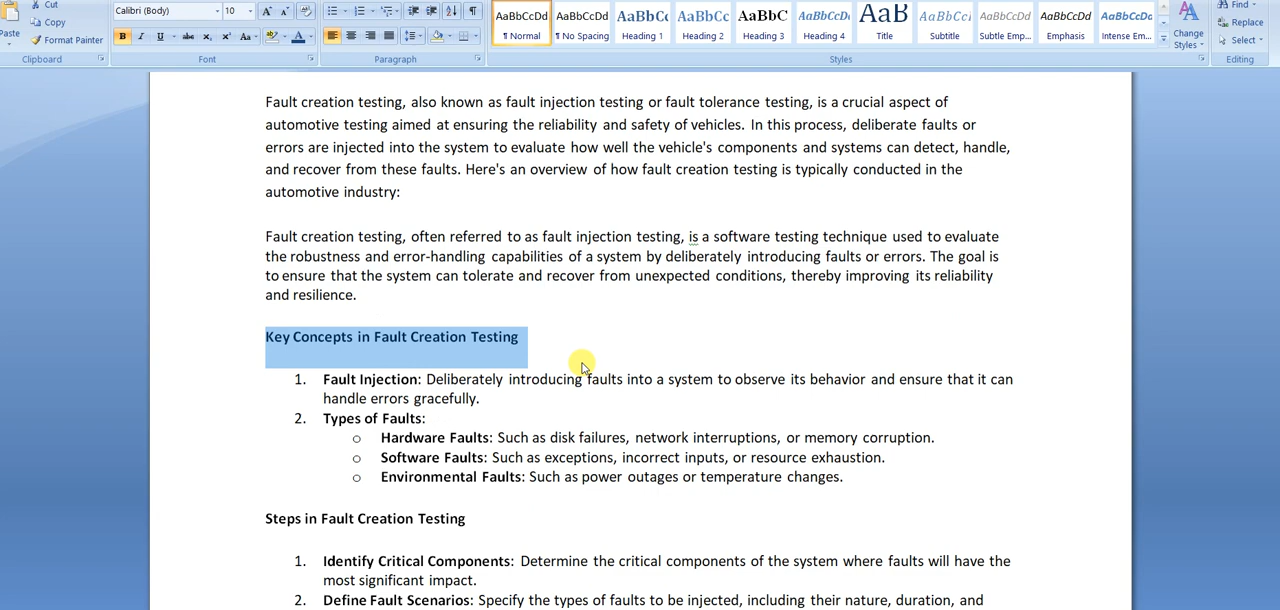 Cut
Calibri (Body) 10
AaBbCcDd AaBbCcDd AaBbCc AaBbCc AaBbC AaBbCcDd AaB AaBbCcl AaBbCcDd AaBbCcDd AaBbCcDd
Find
Paste Copy
Replace
Format Painter
B I U abc x₂ x² Aa A
¶ Normal ¶ No Spacing Heading 1 Heading 2 Heading 3 Heading 4 Title Subtitle Subtle Emp... Emphasis Intense Em...
Change Styles
Select
Clipboard Font Paragraph Styles Editing
Fault creation testing, also known as fault injection testing or fault tolerance testing, is a crucial aspect of
automotive testing aimed at ensuring the reliability and safety of vehicles. In this process, deliberate faults or
errors are injected into the system to evaluate how well the vehicle's components and systems can detect, handle,
and recover from these faults. Here's an overview of how fault creation testing is typically conducted in the
automotive industry:
Fault creation testing, often referred to as fault injection testing, is a software testing technique used to evaluate
the robustness and error-handling capabilities of a system by deliberately introducing faults or errors. The goal is
to ensure that the system can tolerate and recover from unexpected conditions, thereby improving its reliability
and resilience.
Key Concepts in Fault Creation Testing
1. Fault Injection: Deliberately introducing faults into a system to observe its behavior and ensure that it can
handle errors gracefully.
2. Types of Faults:
o Hardware Faults: Such as disk failures, network interruptions, or memory corruption.
o Software Faults: Such as exceptions, incorrect inputs, or resource exhaustion.
o Environmental Faults: Such as power outages or temperature changes.
Steps in Fault Creation Testing
1. Identify Critical Components: Determine the critical components of the system where faults will have the
most significant impact.
2. Define Fault Scenarios: Specify the types of faults to be injected, including their nature, duration, and